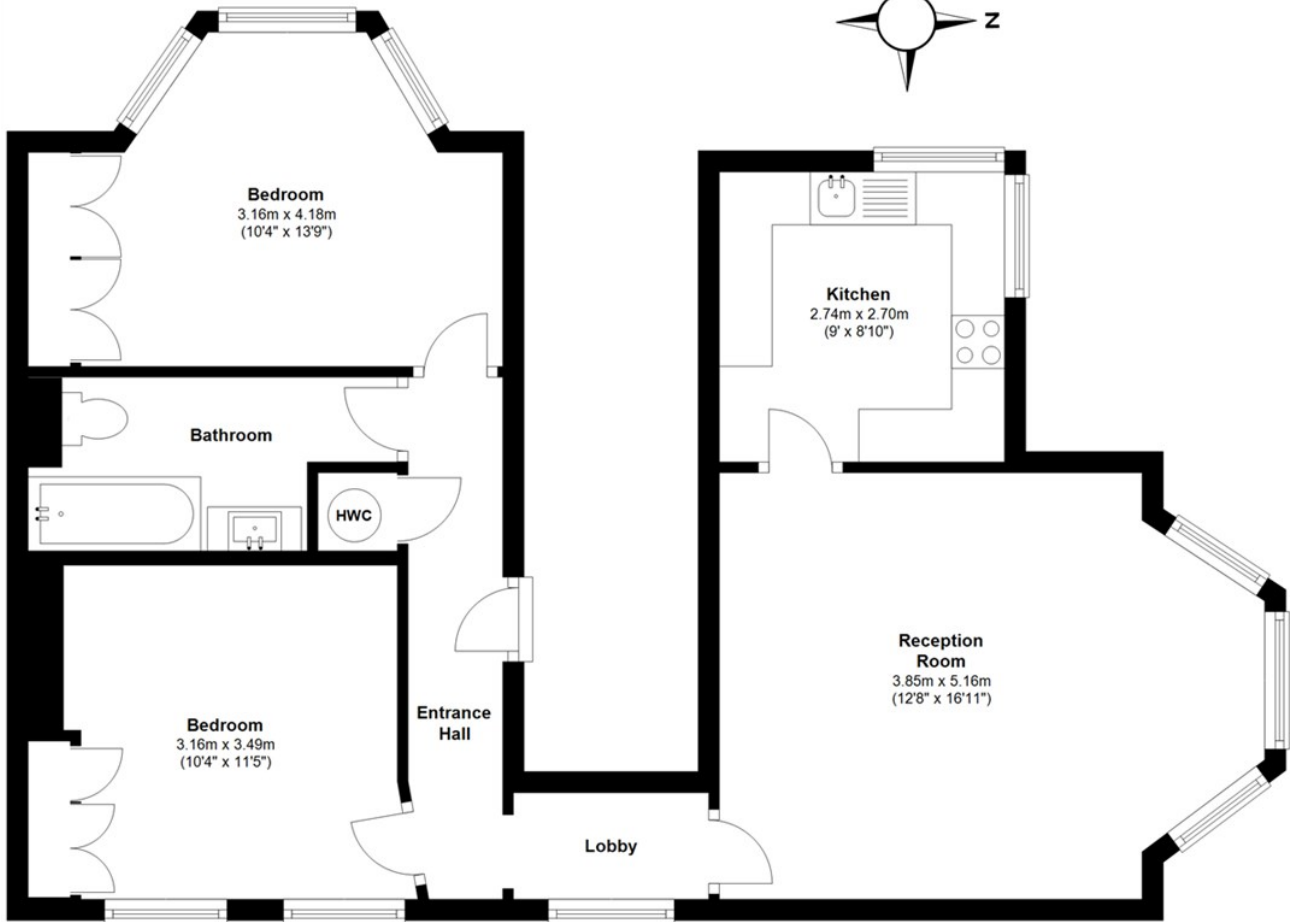 N
Bedroom
3.16m x 4.18m
(10'4" x 13'9")
Kitchen
2.74m x 2.70m
(9' x 8'10")
Bathroom
HWC
Reception
Room
3.85m x 5.16m
(12'8" x 16'11")
Entrance
Hall
Bedroom
3.16m x 3.49m
(10'4" x 11'5")
Lobby